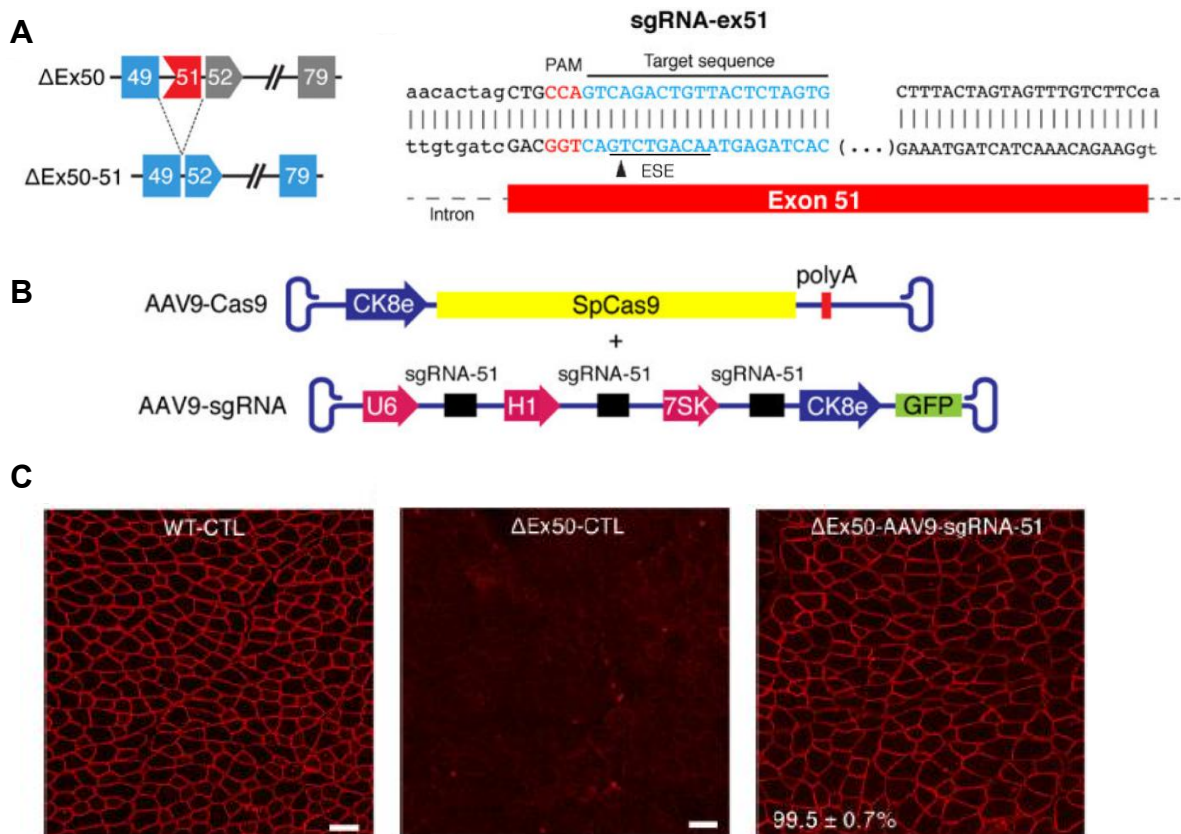 A
ΔEx50
49
51
52
79
ΔEx50-51
49
52
79
sgRNA-ex51
PAM
Target sequence
aacactagCTGCCAGTCAGACTGTTACTCTAGTG
CTTTACTAGTAGTTTGTCTTCca
ttgtgatcGACGGTCAGTCTGACAATGAGATCAC
(...)
GAAATGATCATCAAACAGAAGgt
ESE
Intron
Exon 51
B
AAV9-Cas9
CK8e
SpCas9
polyA
+
AAV9-sgRNA
U6
sgRNA-51
H1
sgRNA-51
7SK
sgRNA-51
CK8e
GFP
C
WT-CTL
ΔEx50-CTL
ΔEx50-AAV9-sgRNA-51
99.5 ± 0.7%